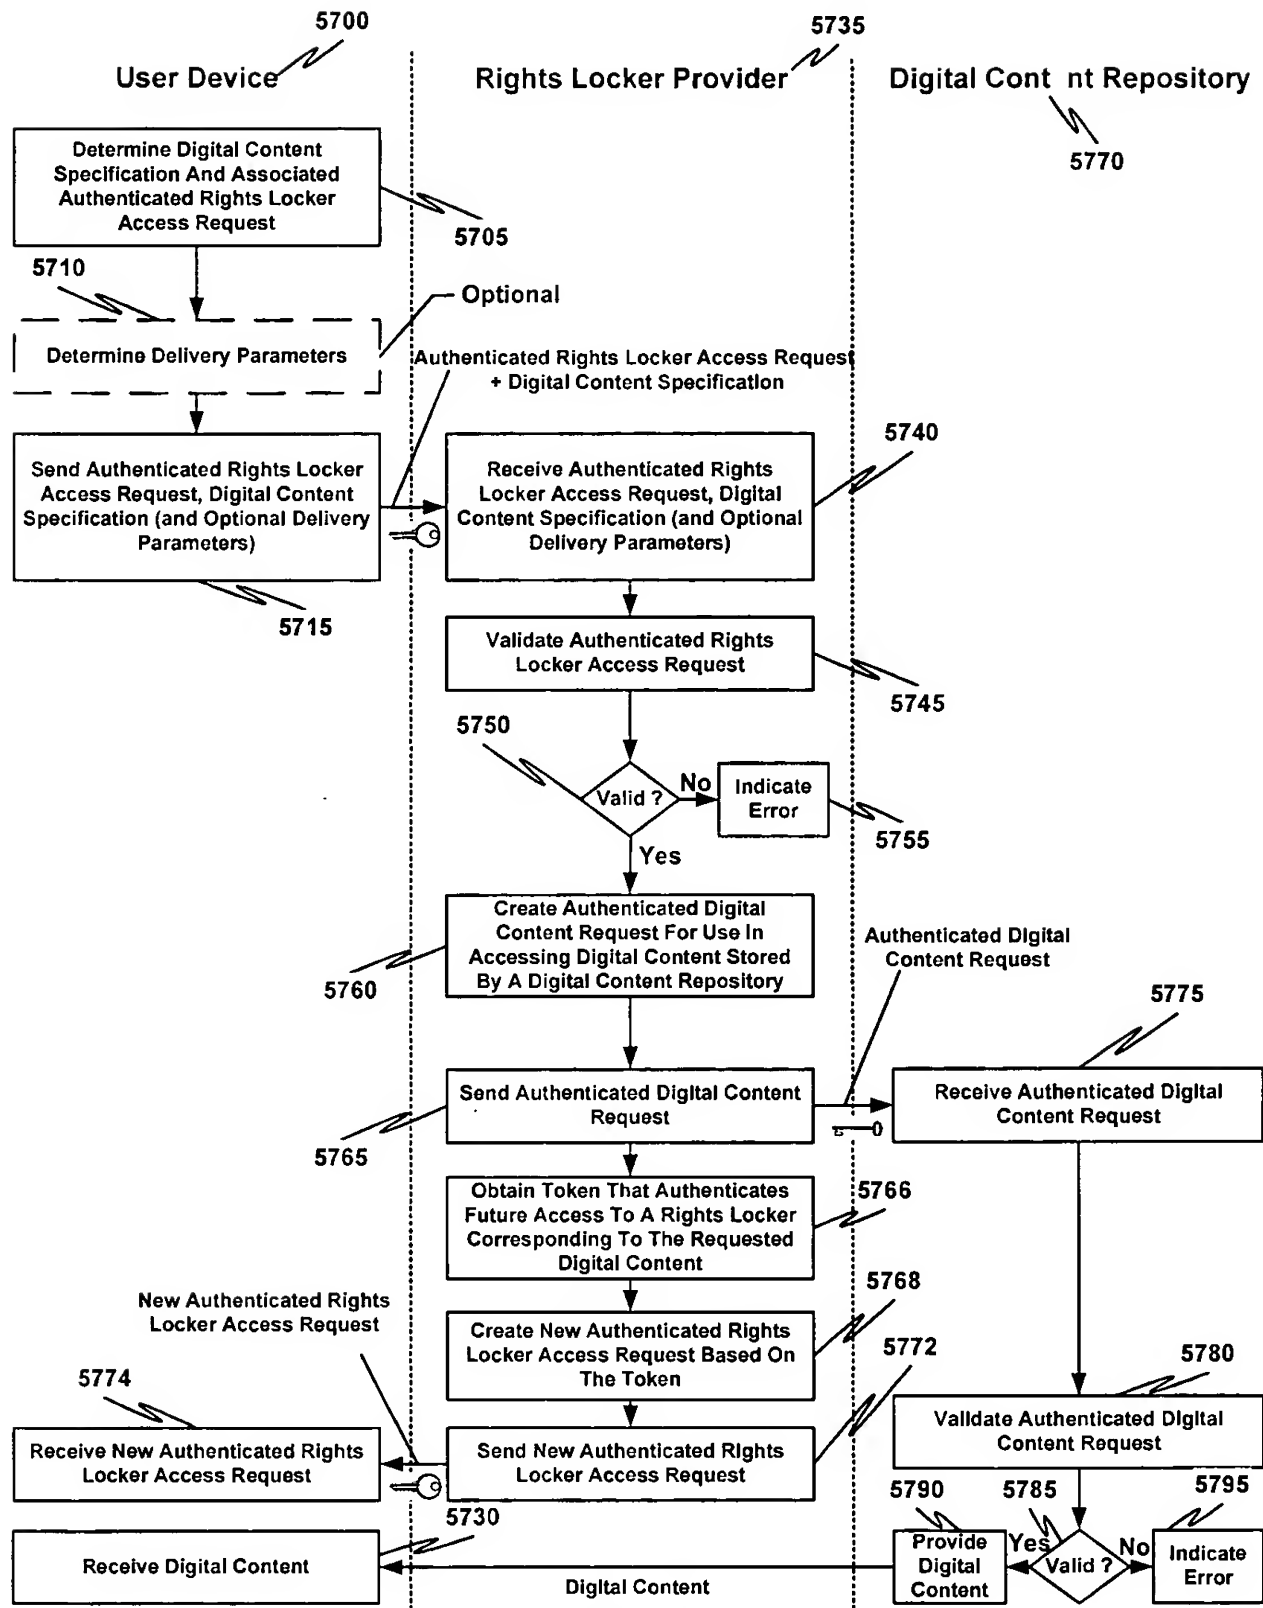 5700
5735
User Device
Rights Locker Provider
Digital Cont nt Repository
5770
Determine Digital Content
Specification And Associated
Authenticated Rights Locker
Access Request
5705
5710
Optional
Determine Delivery Parameters
Authenticated Rights Locker Access Request
+ Digital Content Specification
5740
Send Authenticated Rights Locker
Access Request, Digital Content
Specification (and Optional Delivery
Parameters)
Receive Authenticated Rights
Locker Access Request, Digital
Content Specification (and Optional
Delivery Parameters)
5715
Validate Authenticated Rights
Locker Access Request
5745
5750
Valid ?
No
Indicate
Error
5755
Yes
Create Authenticated Digital
Content Request For Use In
Accessing Digital Content Stored
By A Digital Content Repository
5760
Authenticated Digital
Content Request
5775
Send Authenticated Digital Content
Request
5765
Receive Authenticated Digital
Content Request
Obtain Token That Authenticates
Future Access To A Rights Locker
Corresponding To The Requested
Digital Content
5766
5768
New Authenticated Rights
Locker Access Request
Create New Authenticated Rights
Locker Access Request Based On
The Token
5772
5774
5780
Validate Authenticated Digital
Content Request
Receive New Authenticated Rights
Locker Access Request
Send New Authenticated Rights
Locker Access Request
5730
5790
5785
5795
Receive Digital Content
Digital Content
Provide
Digital
Content
Yes
Valid ?
No
Indicate
Error